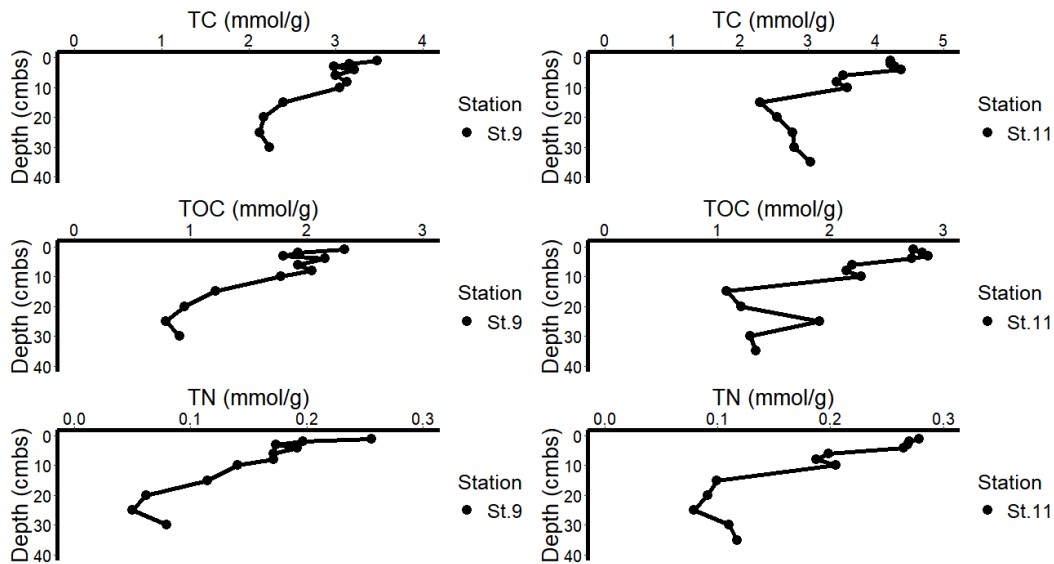 TC (mmol/g)
0 1 2 3 4
Depth (cmbs)
0
10
20
30
40
Station
St.9
TC (mmol/g)
0 1 2 3 4 5
Depth (cmbs)
0
10
20
30
40
Station
St.11
TOC (mmol/g)
0 1 2 3
Depth (cmbs)
0
10
20
30
40
Station
St.9
TOC (mmol/g)
0 1 2 3
Depth (cmbs)
0
10
20
30
40
Station
St.11
TN (mmol/g)
0.0 0.1 0.2 0.3
Depth (cmbs)
0
10
20
30
40
Station
St.9
TN (mmol/g)
0.0 0.1 0.2 0.3
Depth (cmbs)
0
10
20
30
40
Station
St.11